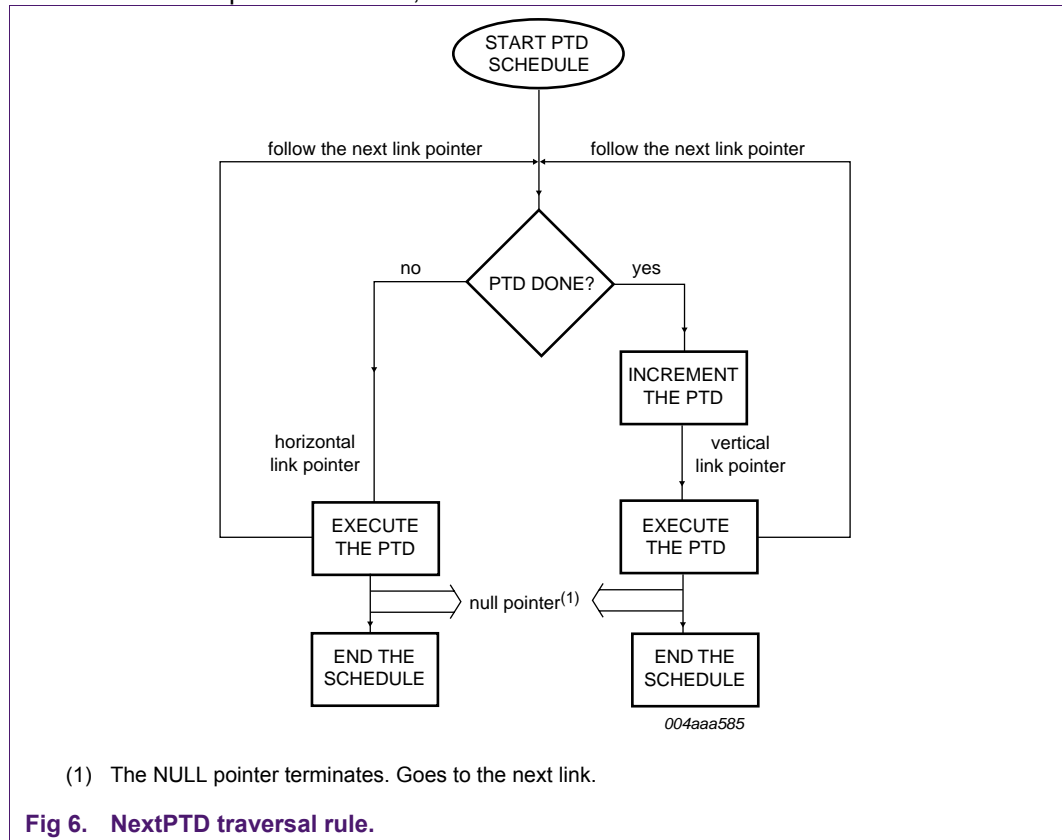 START PTD
SCHEDULE
follow the next link pointer
follow the next link pointer
no
PTD DONE?
yes
INCREMENT
THE PTD
horizontal
link pointer
vertical
link pointer
EXECUTE
THE PTD
EXECUTE
THE PTD
null pointer(1)
END THE
SCHEDULE
END THE
SCHEDULE
004aaa585
(1) The NULL pointer terminates. Goes to the next link.
Fig 6. NextPTD traversal rule.